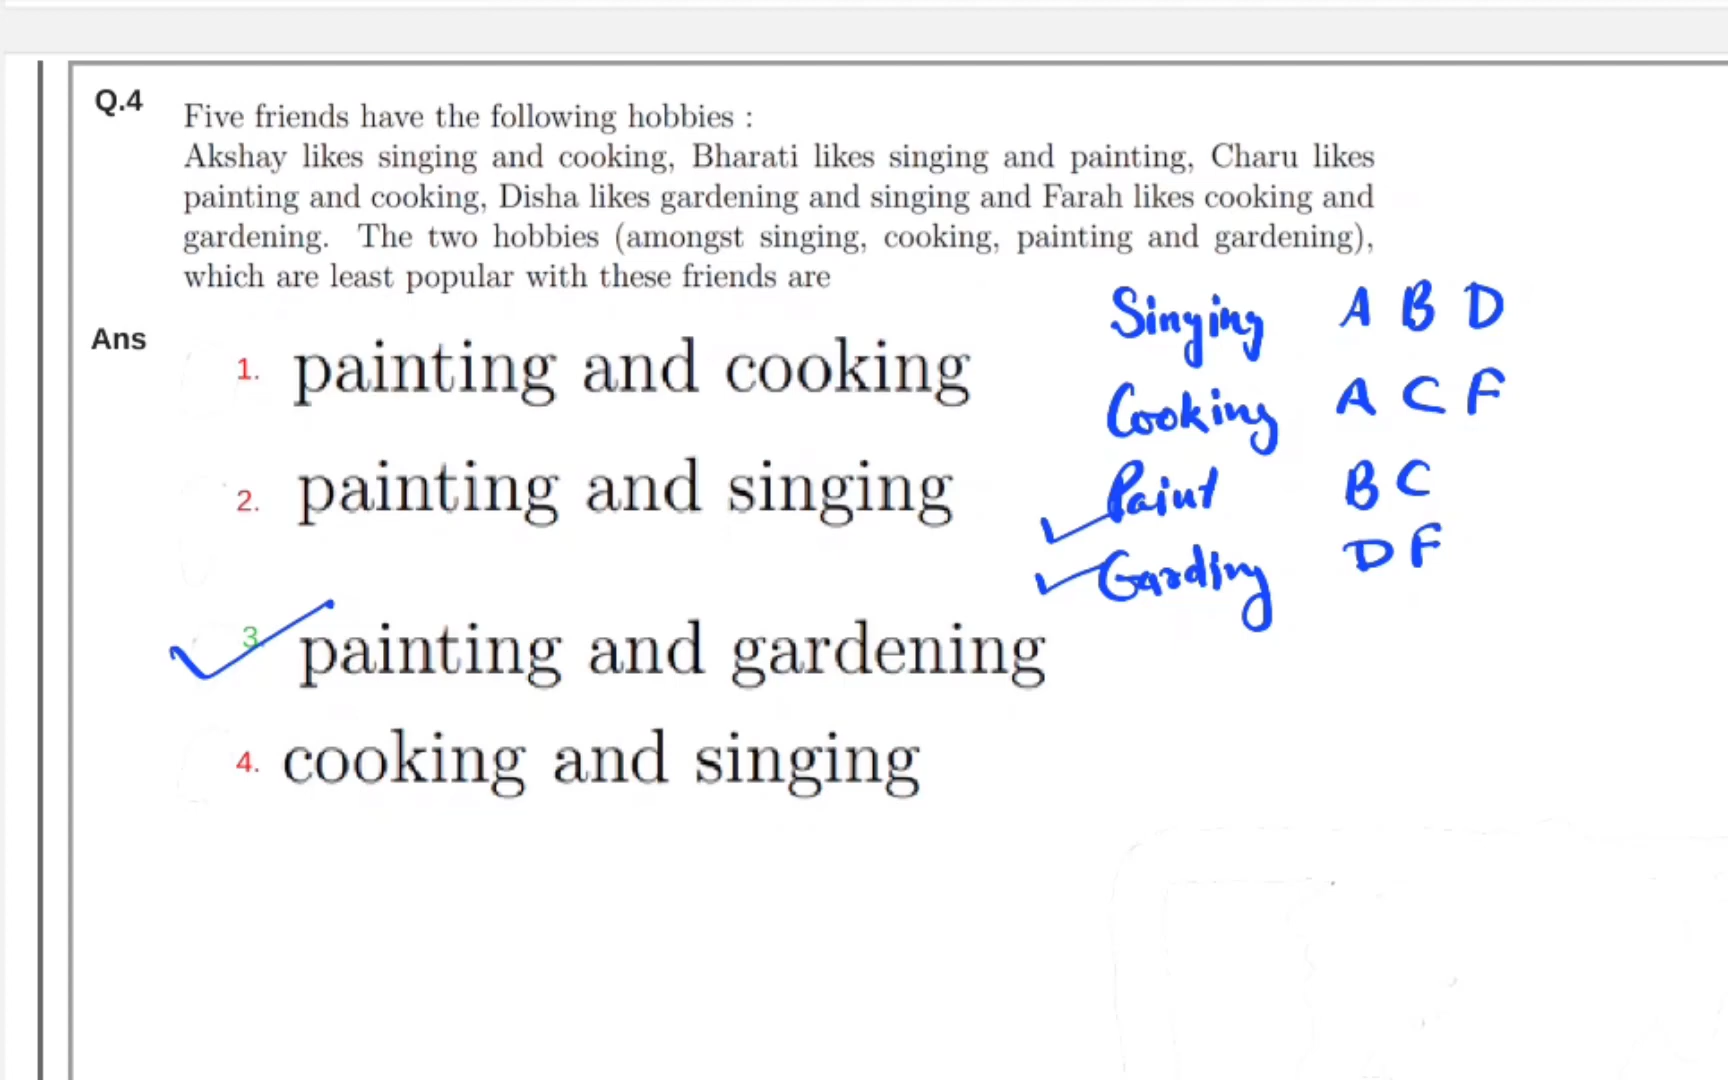 Q.4
Five friends have the following hobbies :
Akshay likes singing and cooking, Bharati likes singing and painting, Charu likes
painting and cooking, Disha likes gardening and singing and Farah likes cooking and
gardening. The two hobbies (amongst singing, cooking, painting and gardening),
which are least popular with these friends are
Ans
1. painting and cooking
2. painting and singing
3. painting and gardening
4. cooking and singing
Singing A B D
Cooking A C F
Paint B C
Garding D F